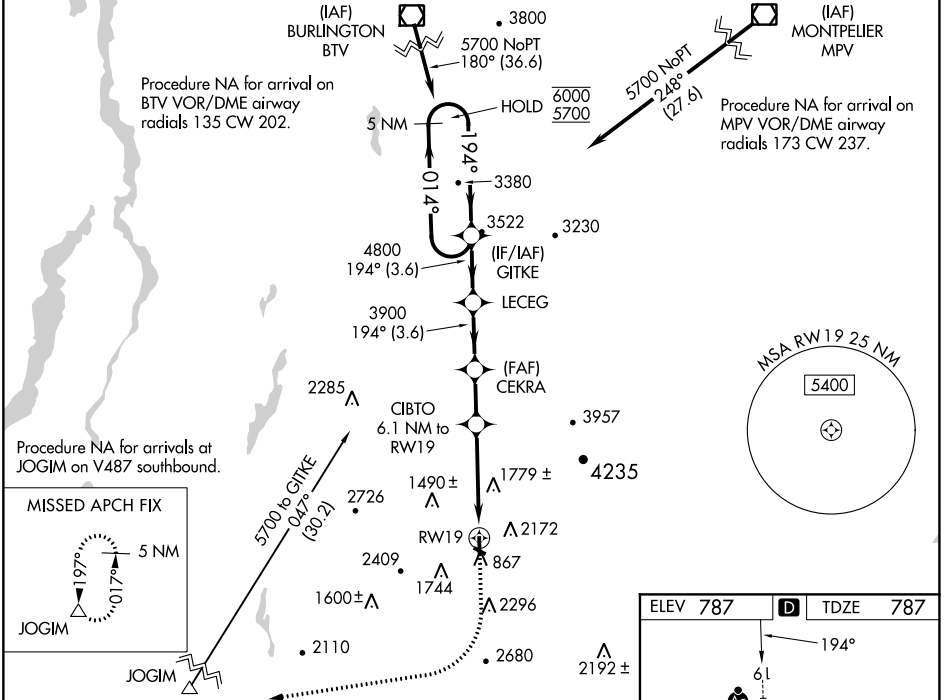 (IAF)
BURLINGTON
BTV
3800
(IAF)
MONTPELIER
MPV
5700 NoPT
180° (36.6)
5700 NoPT
248°
(27.6)
Procedure NA for arrival on
BTV VOR/DME airway
radials 135 CW 202.
HOLD
6000
5700
Procedure NA for arrival on
MPV VOR/DME airway
radials 173 CW 237.
5 NM
194°
014°
3380
3522
3230
4800
194° (3.6)
(IF/IAF)
GITKE
LECEG
3900
194° (3.6)
MSA RW19 25 NM
5400
(FAF)
CEKRA
2285
CIBTO
6.1 NM to
RW19
3957
Procedure NA for arrivals at
JOGIM on V487 southbound.
4235
5700 to GITKE
047°
(30.2)
1490 ±
1779 ±
2726
MISSED APCH FIX
5 NM
197°
017°
JOGIM
RW19
2172
867
2409
1744
1600 ±
2296
ELEV 787
D
TDZE 787
194°
19
2110
2680
2192 ±
JOGIM